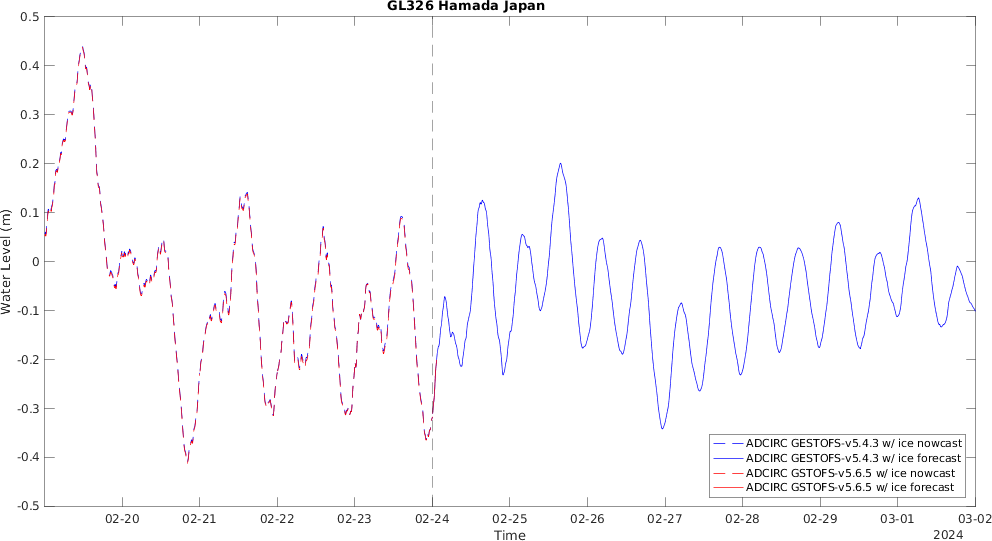 GL326 Hamada Japan
0.5
0.4
0.3
0.2
0.1
0
-0.1
-0.2
-0.3
-0.4
-0.5
Water Level (m)
ADCIRC GESTOFS-v5.4.3 w/ ice nowcast
ADCIRC GESTOFS-v5.4.3 w/ ice forecast
ADCIRC GSTOFS-v5.6.5 w/ ice nowcast
ADCIRC GSTOFS-v5.6.5 w/ ice forecast
02-20 02-21 02-22 02-23 02-24 02-25 02-26 02-27 02-28 02-29 03-01 03-02
Time
2024